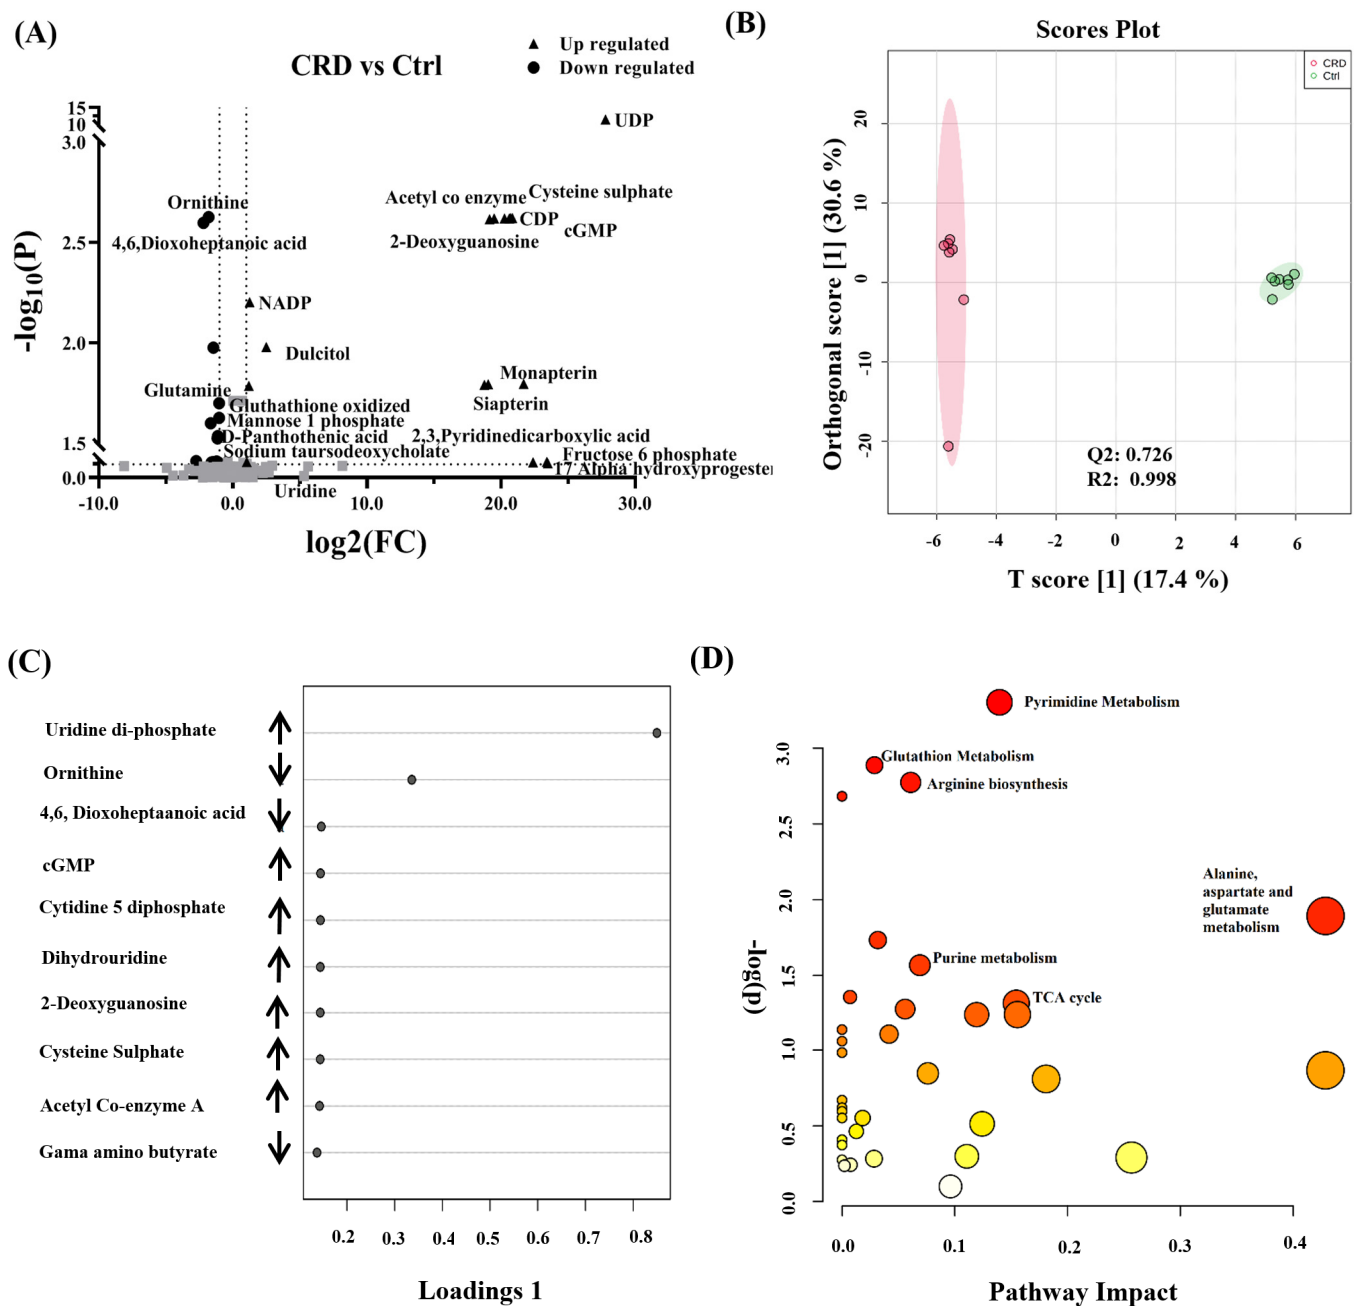 (A)
CRD vs Ctrl
Up regulated
Down regulated
-log10(P)
15
10
3.0
2.5
2.0
1.5
0.0
UDP
Ornithine
4,6,Dioxoheptanoic acid
Acetyl co enzyme
Cysteine sulphate
CDP
cGMP
2-Deoxyguanosine
NADP
Dulcitol
Glutamine
Monapterin
Siapterin
Gluthathione oxidized
Mannose 1 phosphate
D-Panthothenic acid
2,3,Pyridinedicarboxylic acid
Sodium taursodeoxycholate
Fructose 6 phosphate
17 Alpha hydroxyprogester
Uridine
-10.0 0.0 10.0 20.0 30.0
log2(FC)
(B)
Scores Plot
CRD
Ctrl
Orthogonal score [1] (30.6 %)
20
10
0
-10
-20
Q2: 0.726
R2: 0.998
-6 -4 -2 0 2 4 6
T score [1] (17.4 %)
(C)
Uridine di-phosphate
Ornithine
4,6, Dioxoheptaanoic acid
cGMP
Cytidine 5 diphosphate
Dihydrouridine
2-Deoxyguanosine
Cysteine Sulphate
Acetyl Co-enzyme A
Gama amino butyrate
0.2 0.3 0.4 0.5 0.6 0.7 0.8
Loadings 1
(D)
Pyrimidine Metabolism
Glutathion Metabolism
Arginine biosynthesis
Alanine,
aspartate and
glutamate
metabolism
Purine metabolism
TCA cycle
-log(p)
3.0
2.5
2.0
1.5
1.0
0.5
0.0
0.0 0.1 0.2 0.3 0.4
Pathway Impact